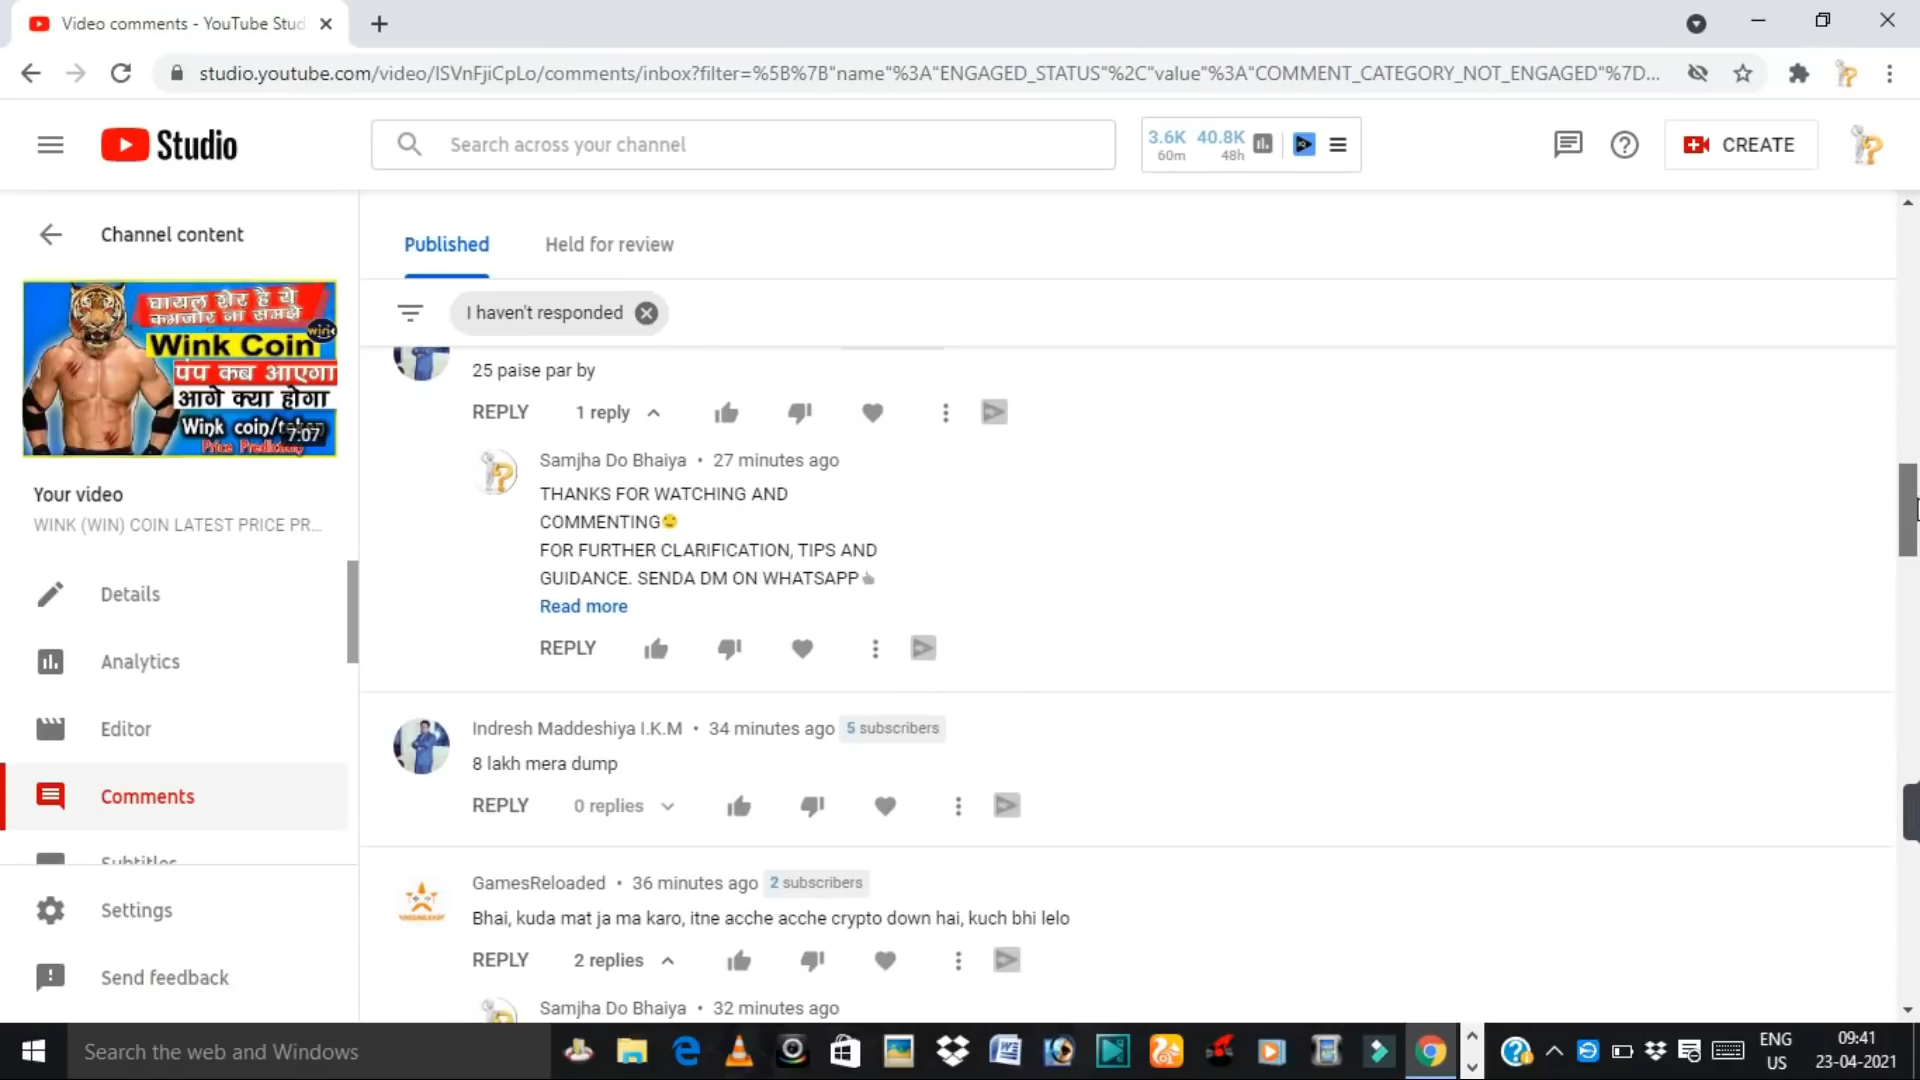 Video comments - YouTube Stud
studio.youtube.com/video/ISVnFjiCpLo/comments/inbox?filter=%5B%7B"name"%3A"ENGAGED_STATUS"%2C"value"%3A"COMMENT_CATEGORY_NOT_ENGAGED"%7D...
Studio
Search across your channel
3.6K 40.8K
60m 48h
CREATE
Channel content
घायल शेर है ये
कमजोर ना समझे
win
Wink Coin
पंप कब आएगा
आगे क्या होगा
Wink coin/
7:07
Price
Your video
WINK (WIN) COIN LATEST PRICE PR...
Details
Analytics
Editor
Comments
Subtitles
Settings
Send feedback
Published Held for review
I haven't responded
25 paise par by
REPLY 1 reply
Samjha Do Bhaiya • 27 minutes ago
THANKS FOR WATCHING AND
COMMENTING😊
FOR FURTHER CLARIFICATION, TIPS AND
GUIDANCE. SENDA DM ON WHATSAPP👍
Read more
REPLY
Indresh Maddeshiya I.K.M • 34 minutes ago 5 subscribers
8 lakh mera dump
REPLY 0 replies
GamesReloaded • 36 minutes ago 2 subscribers
Bhai, kuda mat ja ma karo, itne acche acche crypto down hai, kuch bhi lelo
REPLY 2 replies
Samjha Do Bhaiya • 32 minutes ago
Search the web and Windows
ENG
US
09:41
23-04-2021